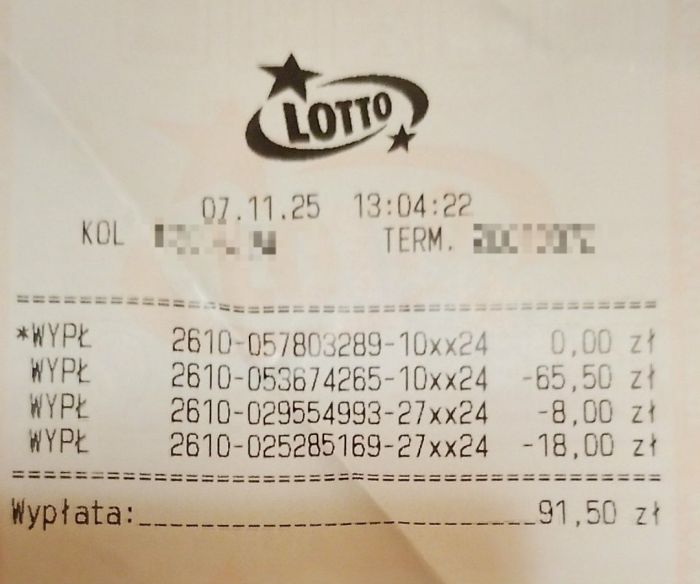 LOTTO
07.11.25 13:04:22
KOL TERM.
*WYPŁ 2610-057803289-10xx24 0,00 zł
WYPŁ 2610-053674265-10xx24 -65,50 zł
WYPŁ 2610-029554993-27xx24 -8,00 zł
WYPŁ 2610-025285169-27xx24 -18,00 zł
Wypłata: 91,50 zł